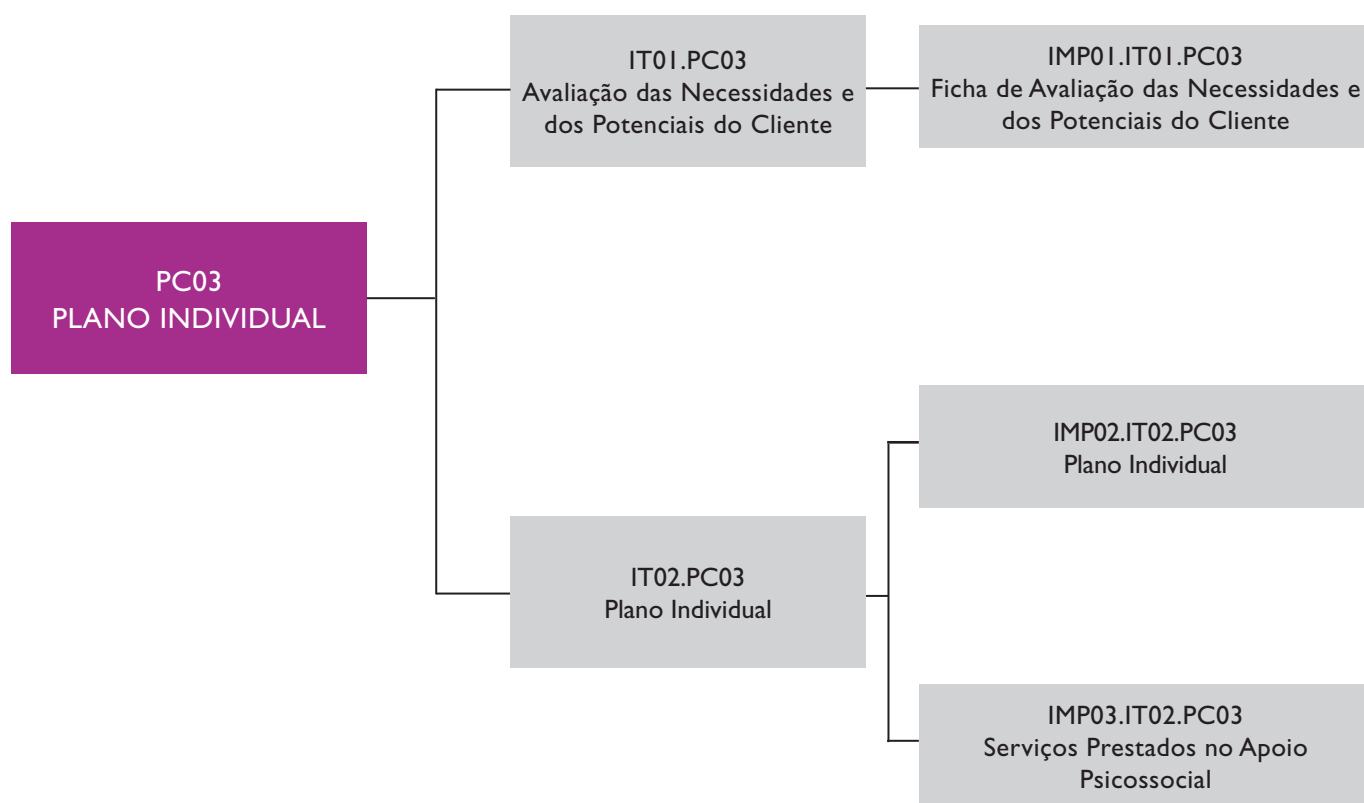 IT01.PC03
Avaliação das Necessidades e
dos Potenciais do Cliente
IMP01.IT01.PC03
Ficha de Avaliação das Necessidades e
dos Potenciais do Cliente
PC03
PLANO INDIVIDUAL
IMP02.IT02.PC03
Plano Individual
IT02.PC03
Plano Individual
IMP03.IT02.PC03
Serviços Prestados no Apoio
Psicossocial